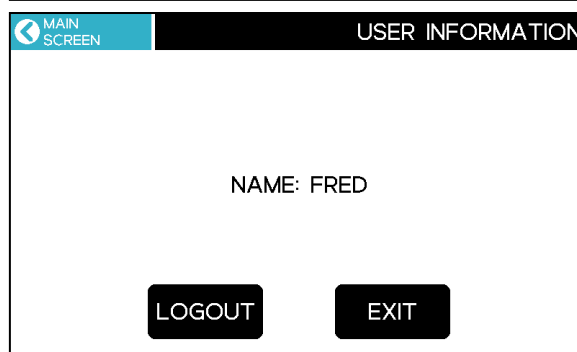 MAIN
SCREEN
USER INFORMATION
NAME: FRED
LOGOUT
EXIT